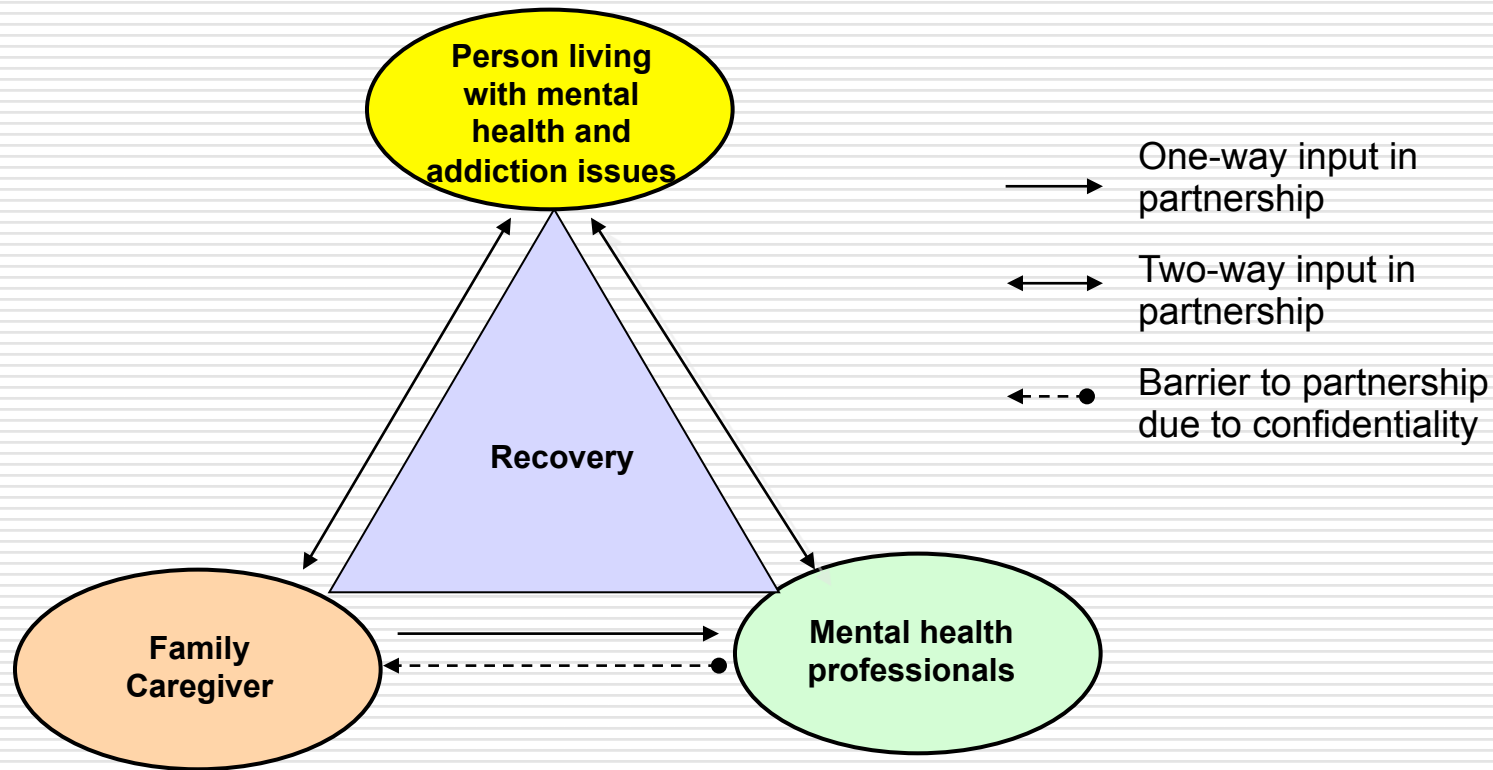 Person living
with mental
health and
addiction issues
One-way input in
partnership
Two-way input in
partnership
Barrier to partnership
due to confidentiality
Recovery
Family
Caregiver
Mental health
professionals